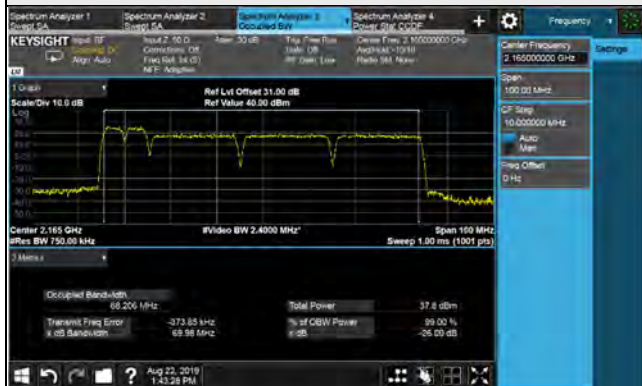 Spectrum Analyzer 1
Swept SA
Spectrum Analyzer 2
Swept SA
Spectrum Analyzer 3
Occupied BW
Spectrum Analyzer 4
Power Stat CCDF
+
Frequency
KEYSIGHT
Input: RF
Align: Auto
Input Z: 50 Ω
Corrections: Off
Freq Ref: Int (S)
NFE: Adaptive
Atten: 30 dB
Trig: Free Run
Gate: Off
Center Freq: 2.165000000 GHz
Avg|Hold:>10/10
Radio Std: None
Center Frequency
2.165000000 GHz
Settings
Span
100.00 MHz
CF Step
10.000000 MHz
Auto
Man
Freq Offset
0 Hz
1 Graph
Scale/Div 10.0 dB
Log
Ref Lvl Offset 31.00 dB
Ref Value 40.00 dBm
Center 2.165 GHz
#Res BW 750.00 kHz
#Video BW 2.4000 MHz*
Span 100 MHz
Sweep 1.00 ms (1001 pts)
2 Metrics
Occupied Bandwidth
68.206 MHz
Total Power
37.8 dBm
Transmit Freq Error
-373.85 kHz
% of OBW Power
99.00 %
x dB Bandwidth
69.98 MHz
x dB
-26.00 dB
?
Aug 22, 2019
1:43:28 PM